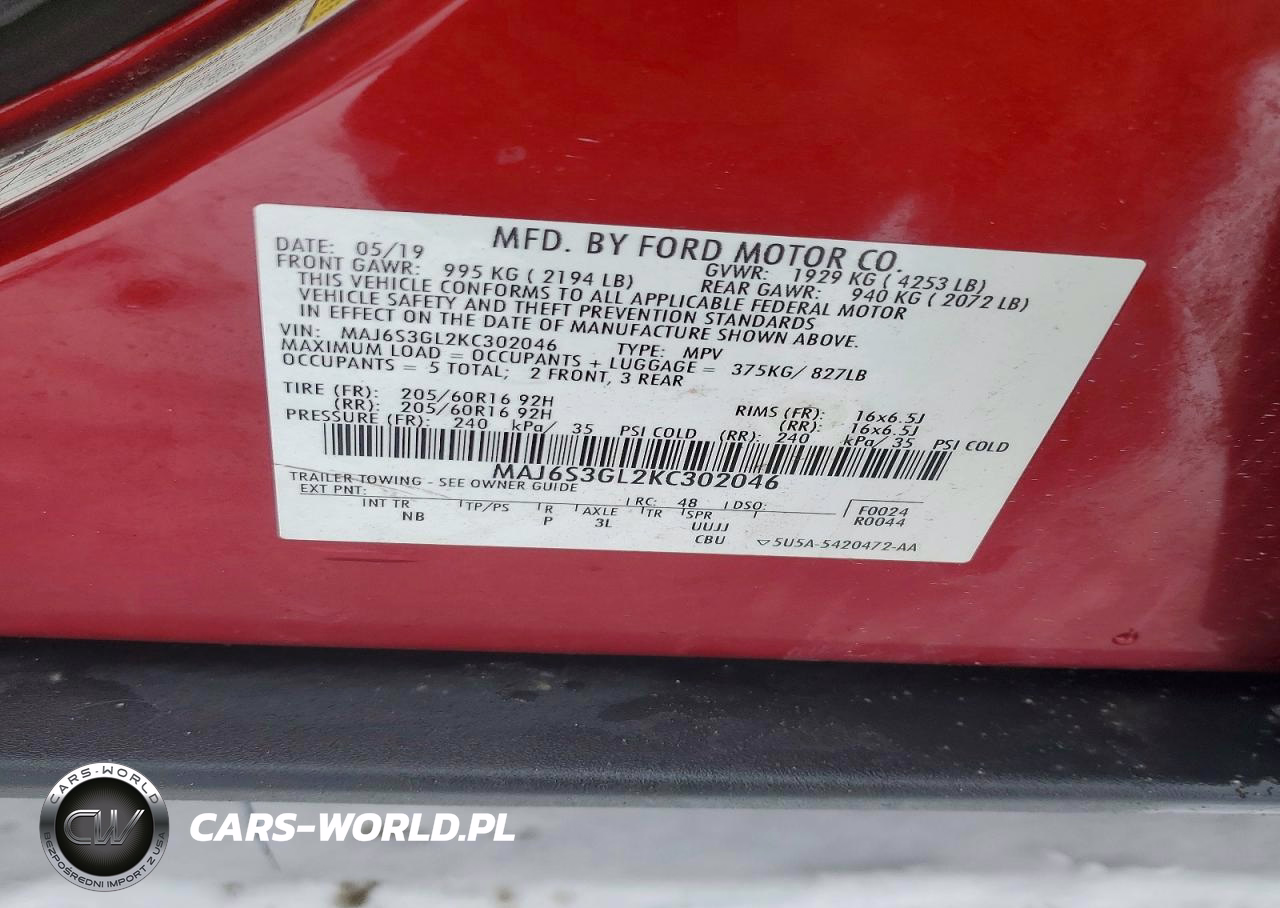 MFD. BY FORD MOTOR CO.
DATE: 05/19 GVWR: 1929 KG ( 4253 LB)
FRONT GAWR: 995 KG ( 2194 LB) REAR GAWR: 940 KG ( 2072 LB)
THIS VEHICLE CONFORMS TO ALL APPLICABLE FEDERAL MOTOR
VEHICLE SAFETY AND THEFT PREVENTION STANDARDS
IN EFFECT ON THE DATE OF MANUFACTURE SHOWN ABOVE.
VIN: MAJ6S3GL2KC302046 TYPE: MPV
MAXIMUM LOAD = OCCUPANTS + LUGGAGE = 375KG/ 827LB
OCCUPANTS = 5 TOTAL; 2 FRONT, 3 REAR
TIRE (FR): 205/60R16 92H RIMS (FR): 16x6.5J
(RR): 205/60R16 92H (RR): 16x6.5J
PRESSURE (FR): 240 kPa/ 35 PSI COLD (RR): 240 kPa/ 35 PSI COLD
MAJ6S3GL2KC302046
TRAILER TOWING - SEE OWNER GUIDE
EXT PNT: RC: 48 DSO: F0024
INT TR TP/PS R AXLE TR SPR R0044
NB P 3L UUJJ
CBU ▽5U5A-5420472-AA
CARS-WORLD
CW
BEZPOŚREDNI IMPORT Z USA
CARS-WORLD.PL